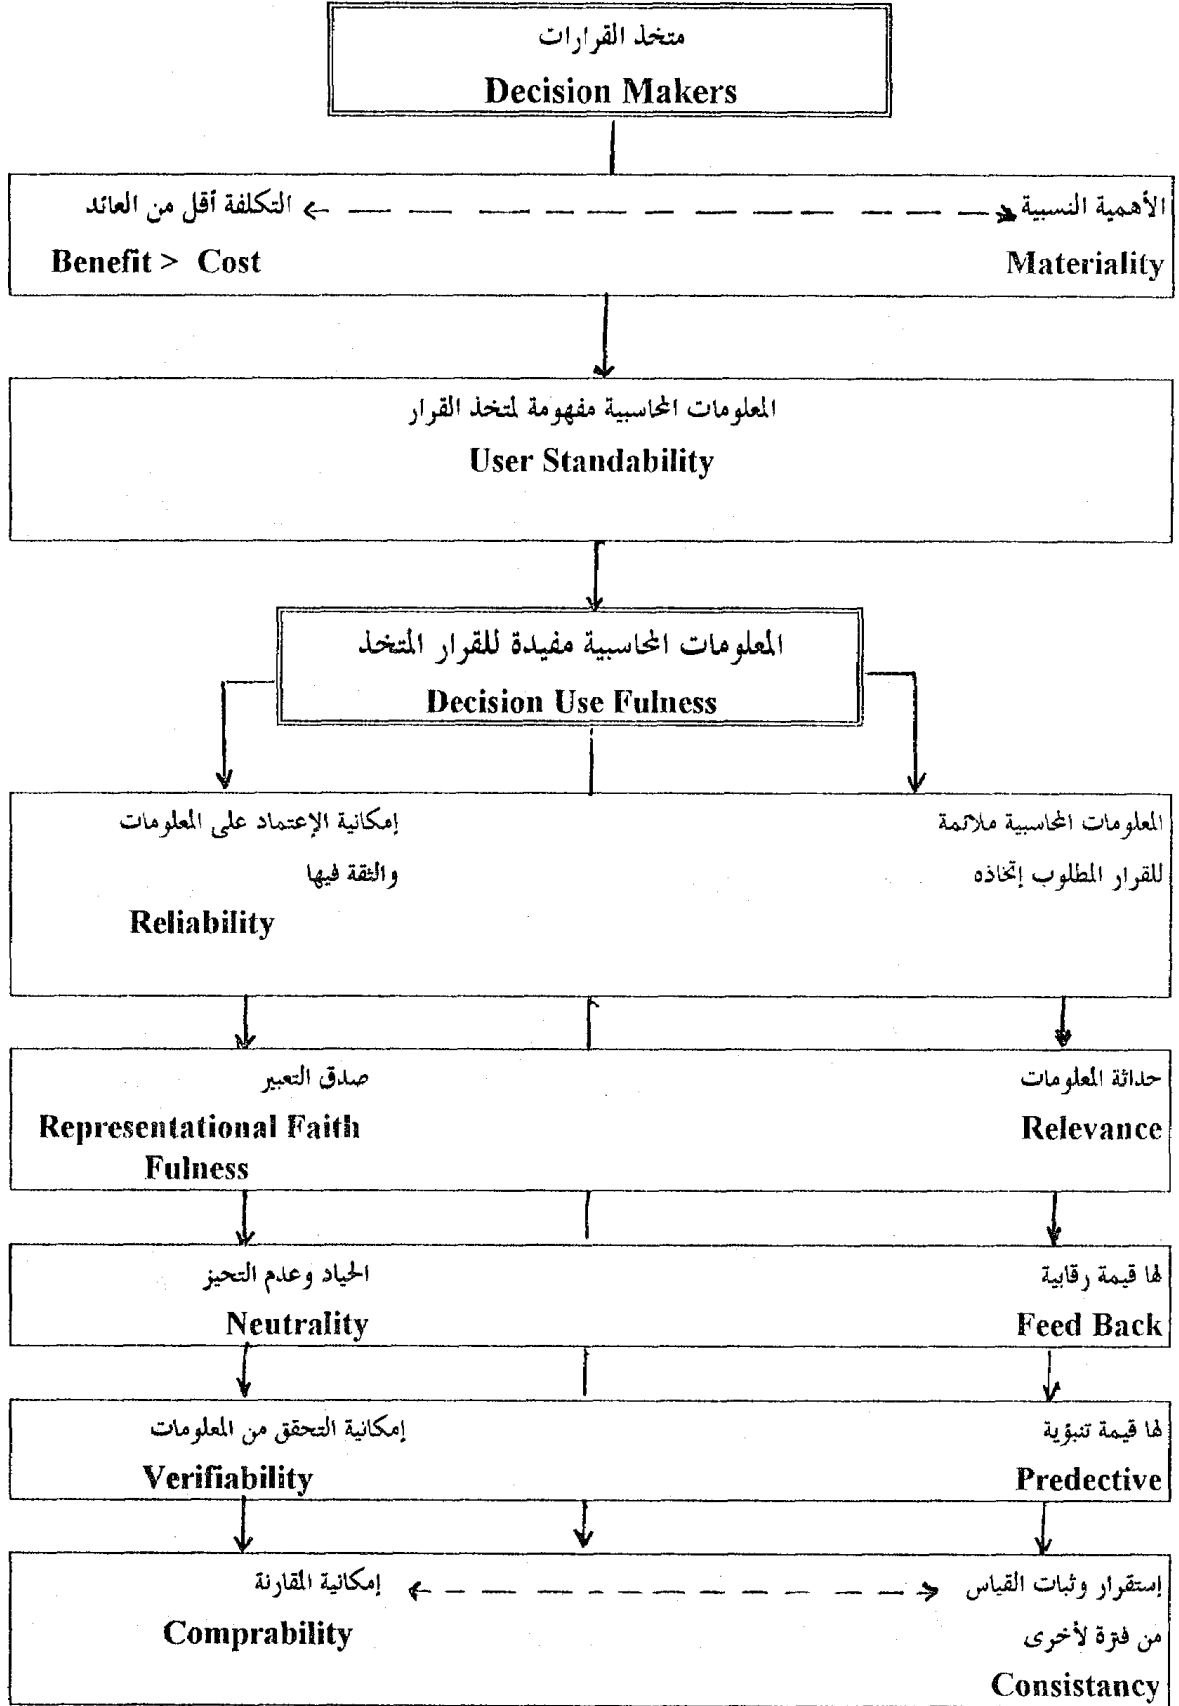 متخذ القرارات
Decision Makers
الأهمية النسبية
التكلفة أقل من العائد
Materiality
Benefit > Cost
المعلومات المحاسبية مفهومة لمتخذ القرار
User Standability
المعلومات المحاسبية مفيدة للقرار المتخذ
Decision Use Fulness
المعلومات المحاسبية ملائمة
للقرار المطلوب إتخاذه
إمكانية الإعتماد على المعلومات
والثقة فيها
Reliability
حداثة المعلومات
Relevance
صدق التعبير
Representational Faith
Fulness
لها قيمة رقابية
Feed Back
الحياد وعدم التحيز
Neutrality
لها قيمة تنبؤية
Predective
إمكانية التحقق من المعلومات
Verifiability
إستقرار وثبات القياس
من فترة لأخرى
Consistancy
إمكانية المقارنة
Comprability